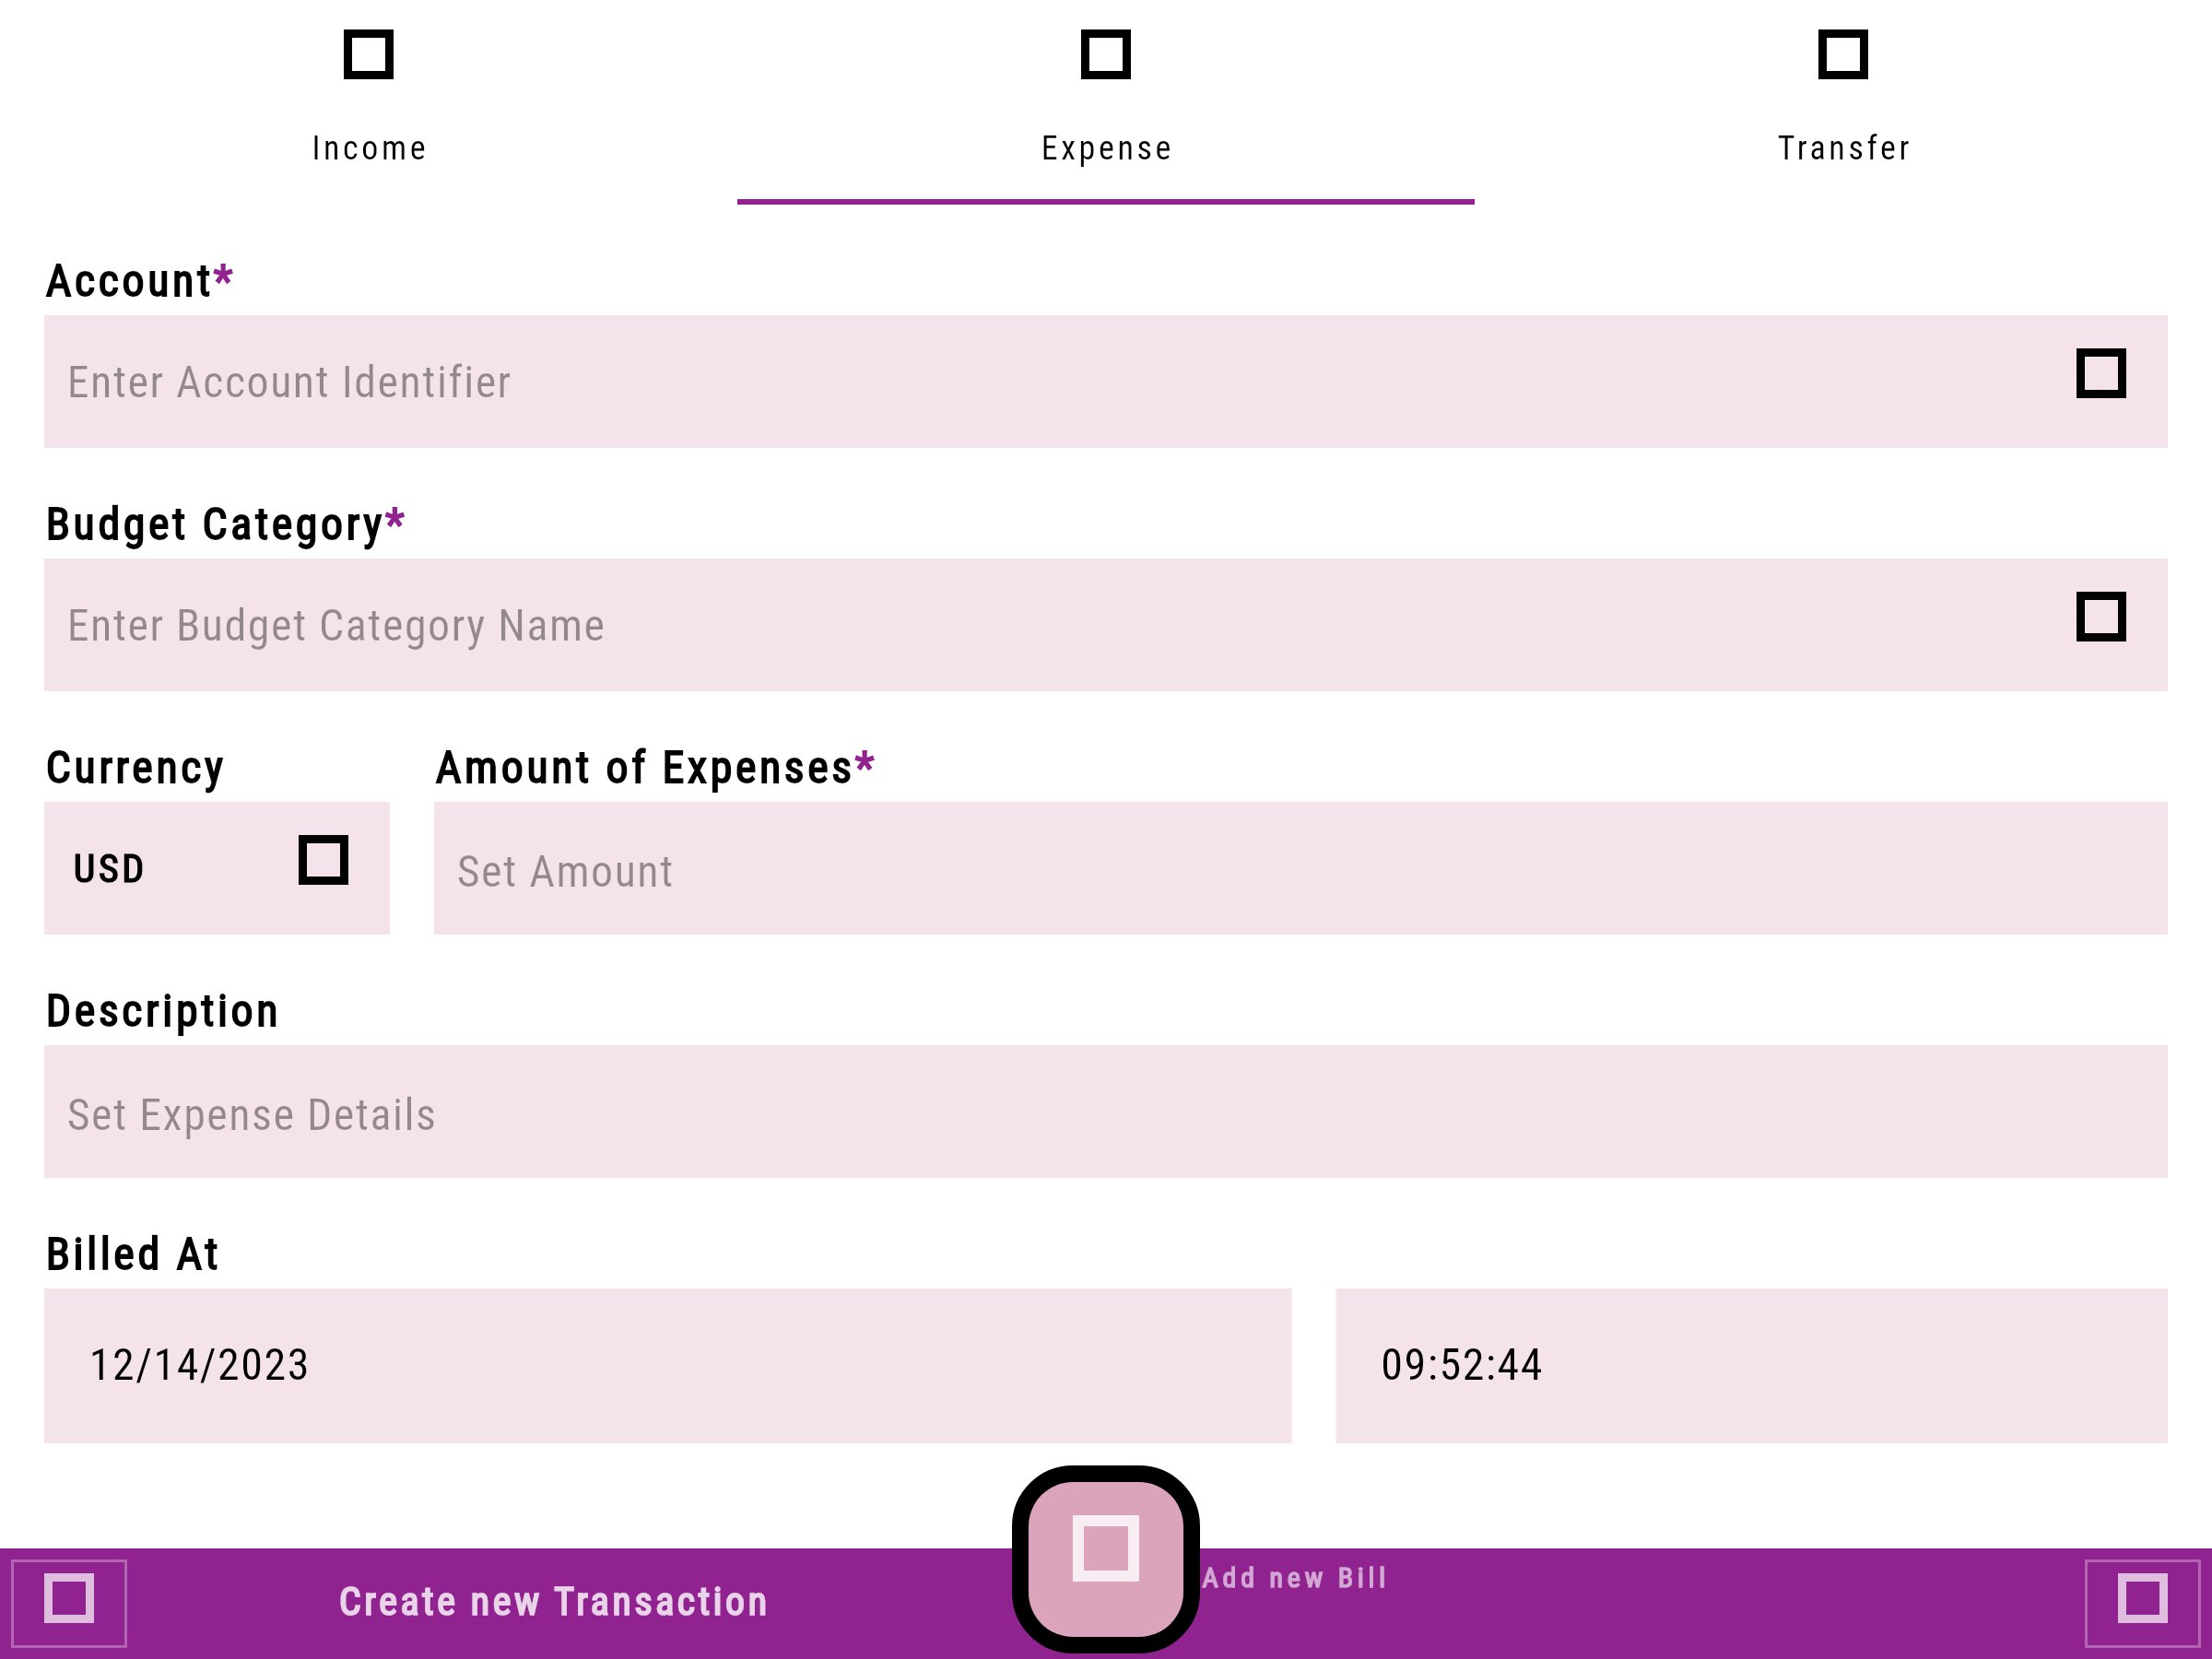 Income
Expense
Transfer
Account*
Enter Account Identifier
Budget Category*
Enter Budget Category Name
Currency
Amount of Expenses*
USD
Set Amount
Description
Set Expense Details
Billed At
12/14/2023
09:52:44
Create new Transaction
Add new Bill